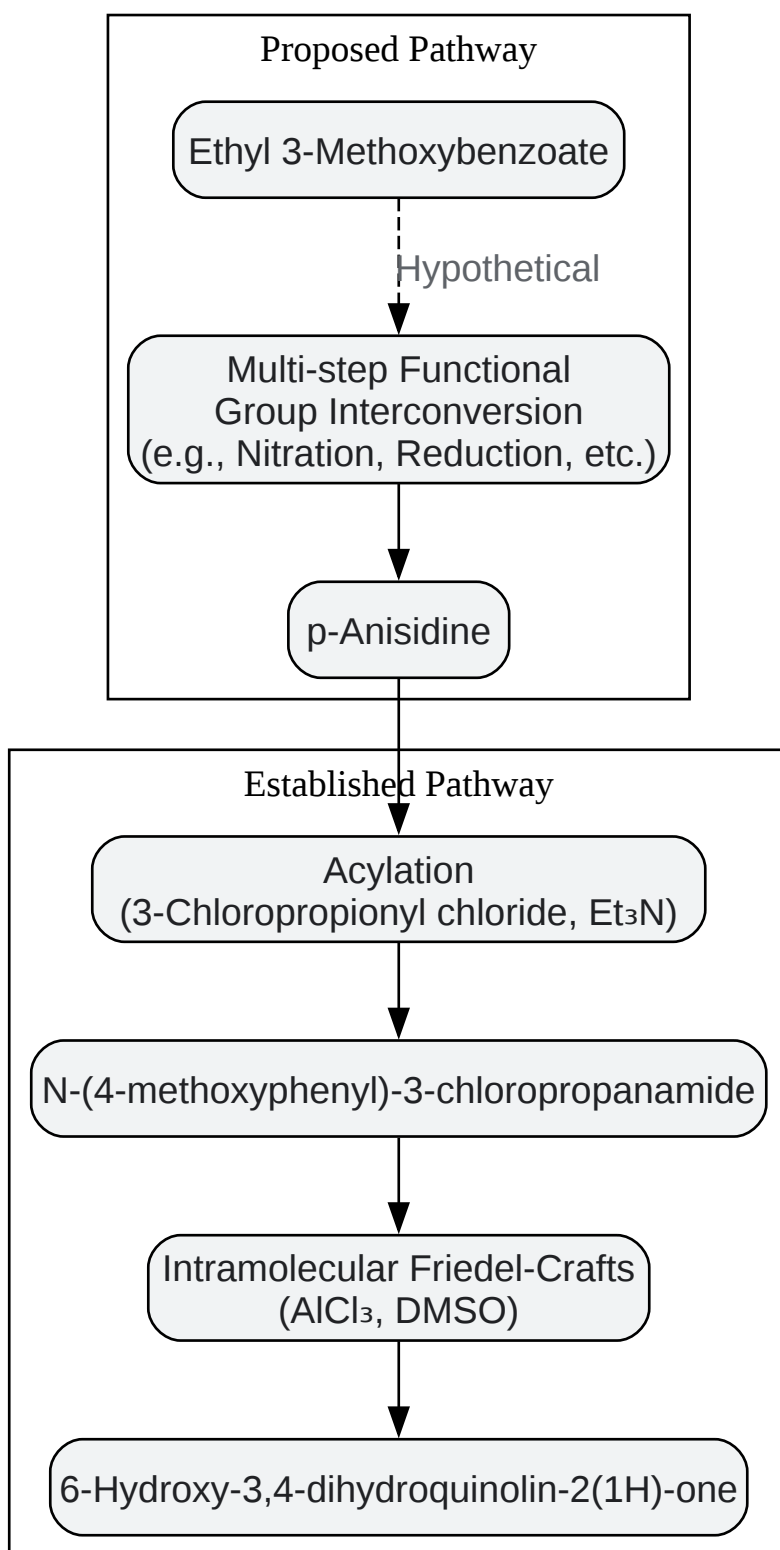 Proposed Pathway
Ethyl 3-Methoxybenzoate
Hypothetical
Multi-step Functional
Group Interconversion
(e.g., Nitration, Reduction, etc.)
p-Anisidine
Established Pathway
Acylation
(3-Chloropropionyl chloride, Et₃N)
N-(4-methoxyphenyl)-3-chloropropanamide
Intramolecular Friedel-Crafts
(AlCl₃, DMSO)
6-Hydroxy-3,4-dihydroquinolin-2(1H)-one